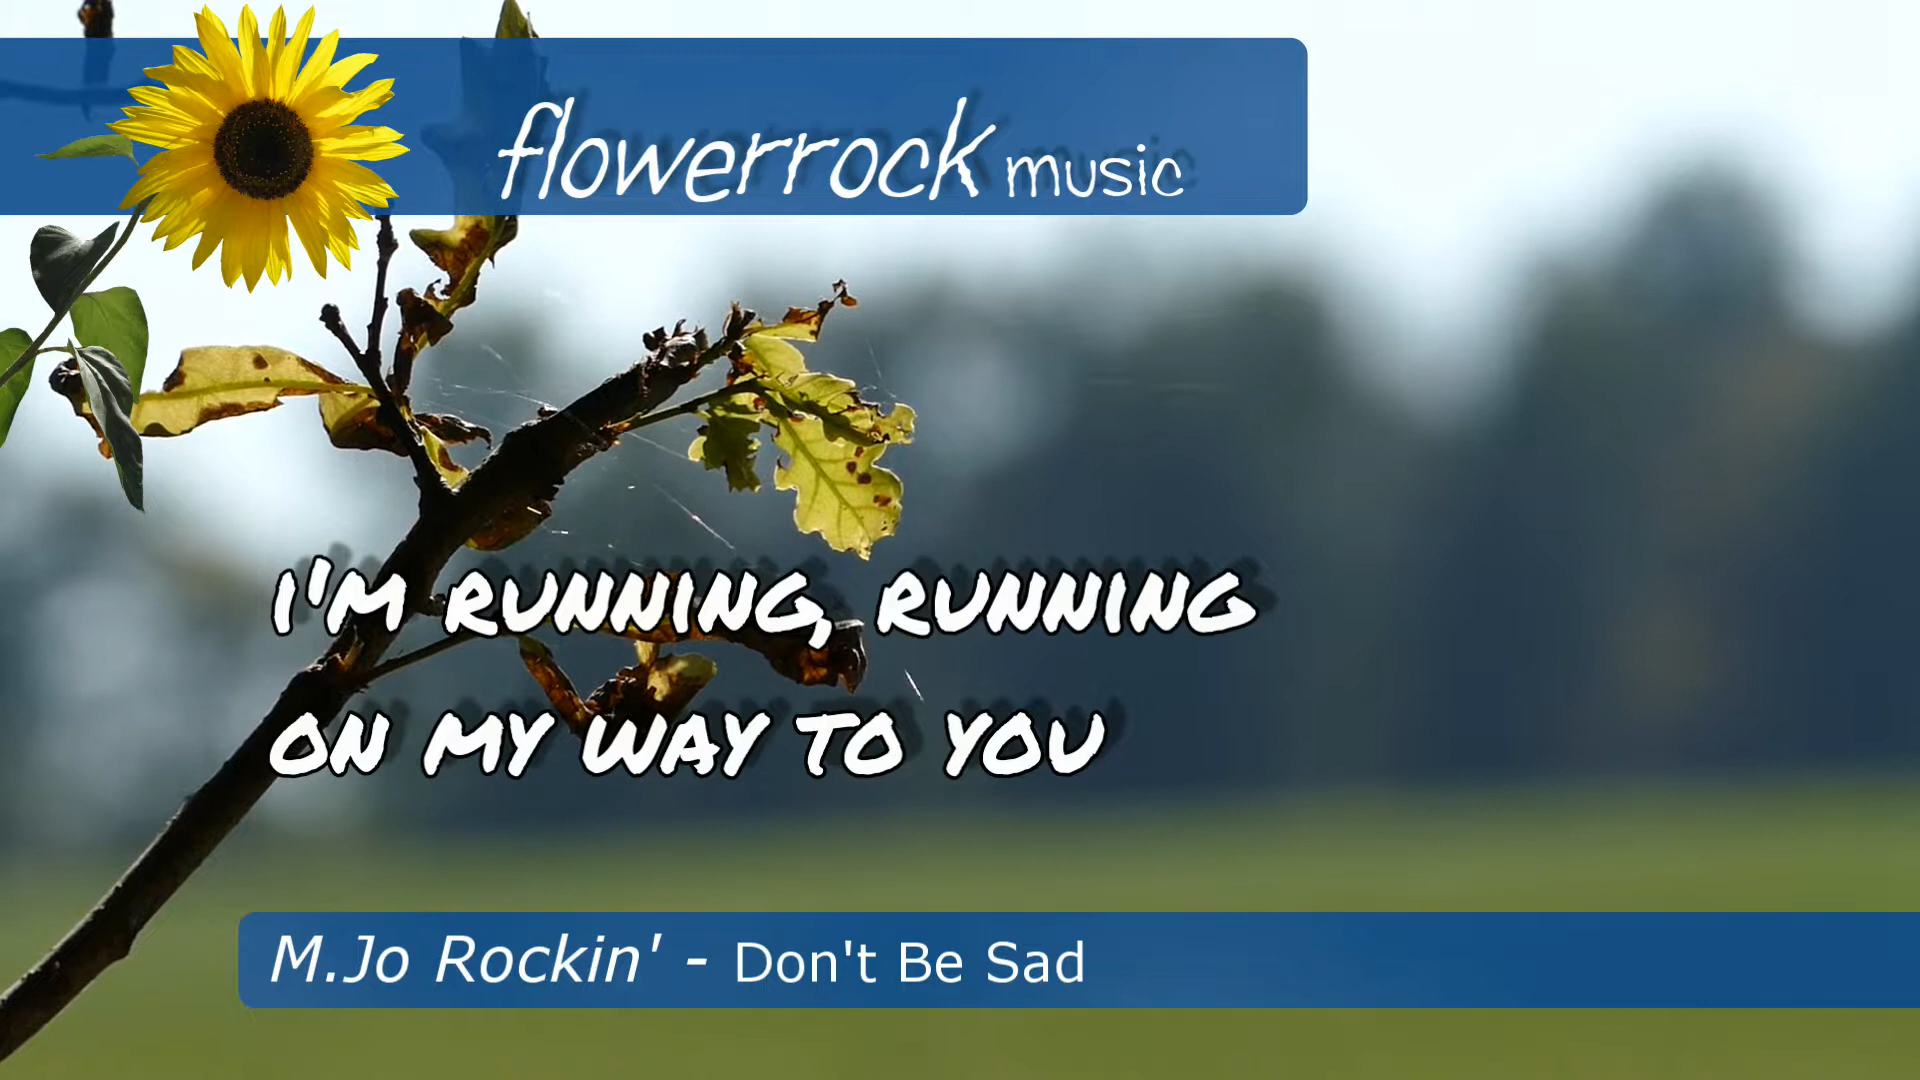 flowerrock music
I'M RUNNING, RUNNING
ON MY WAY TO YOU
M.Jo Rockin' - Don't Be Sad